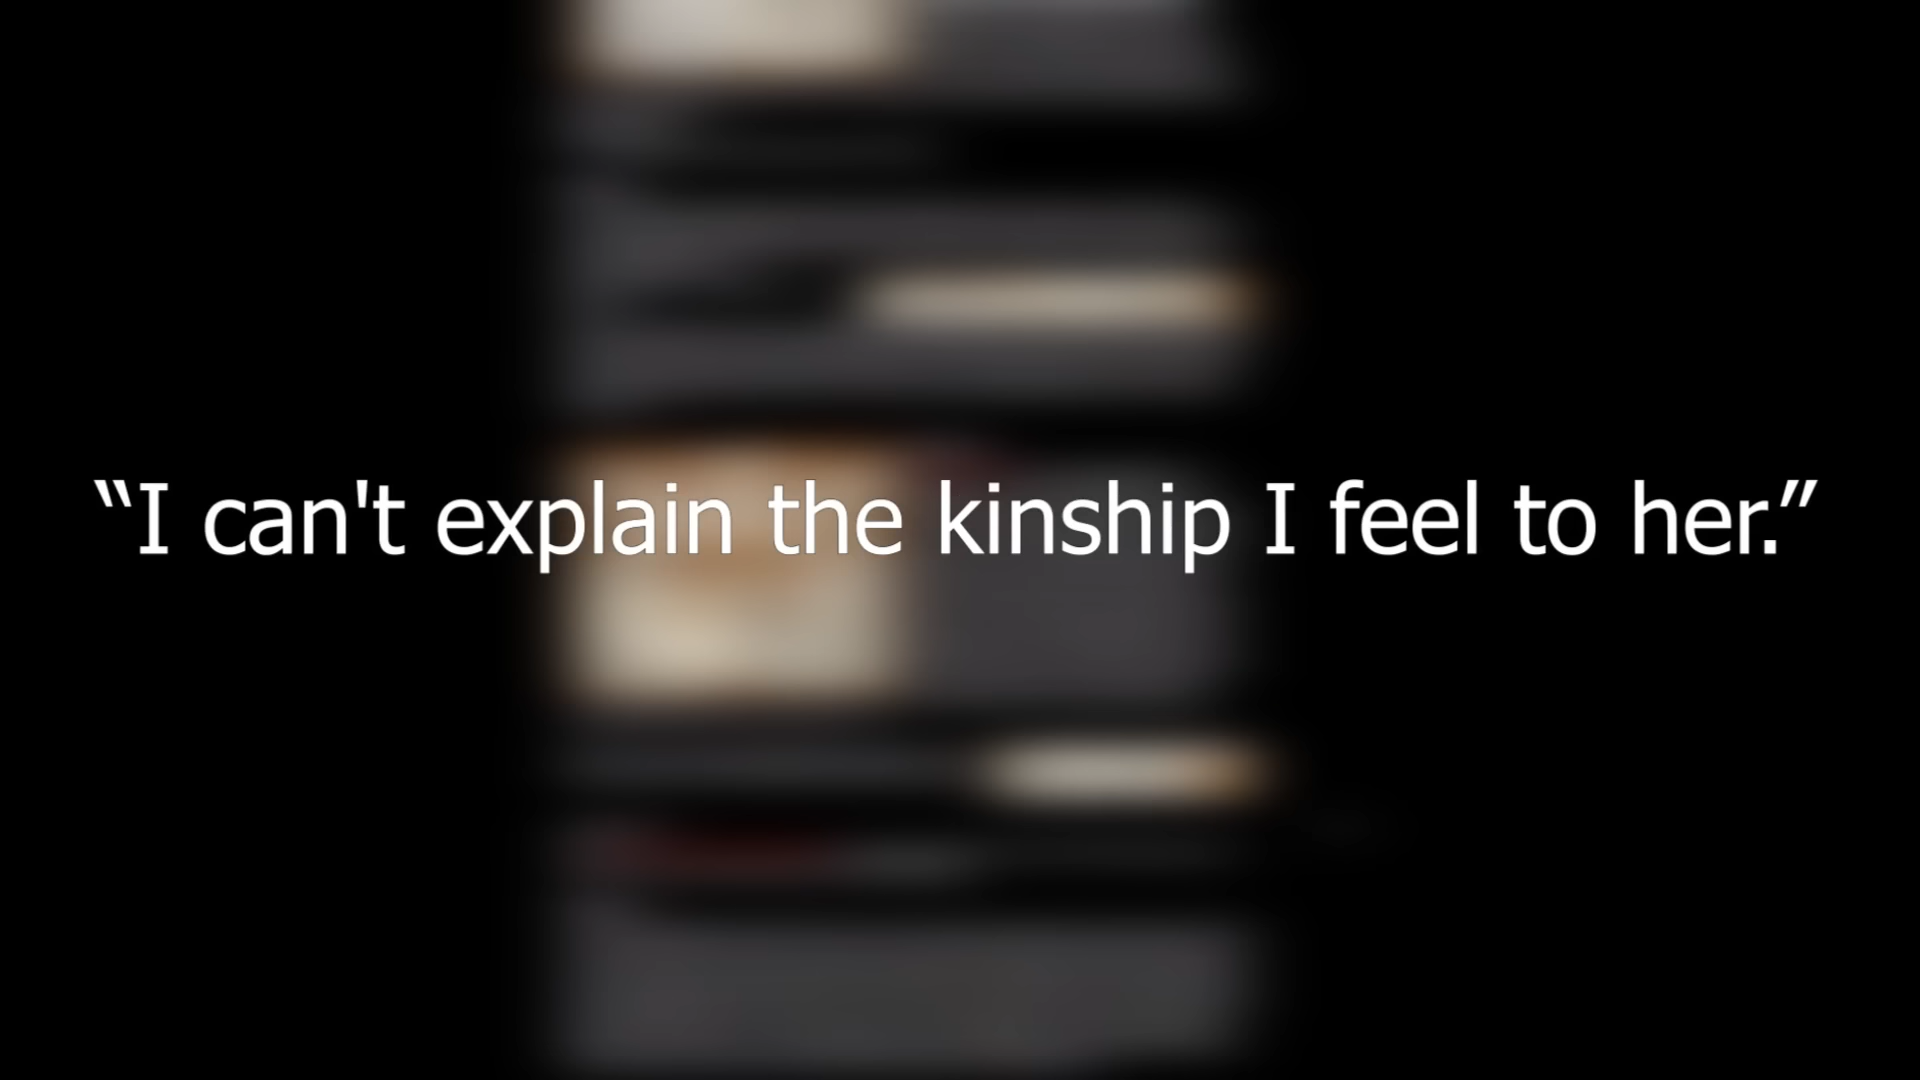 “I can't explain the kinship I feel to her.”